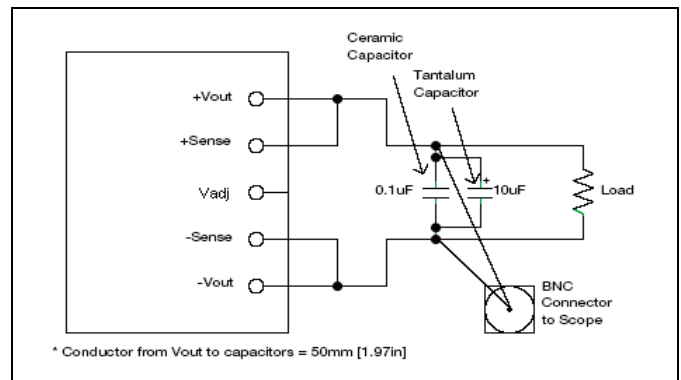 Ceramic
Capacitor
Tantalum
Capacitor
+Vout
+Sense
Vadj
-Sense
-Vout
0.1uF
+
10uF
Load
BNC
Connector
to Scope
* Conductor from Vout to capacitors = 50mm [1.97in]